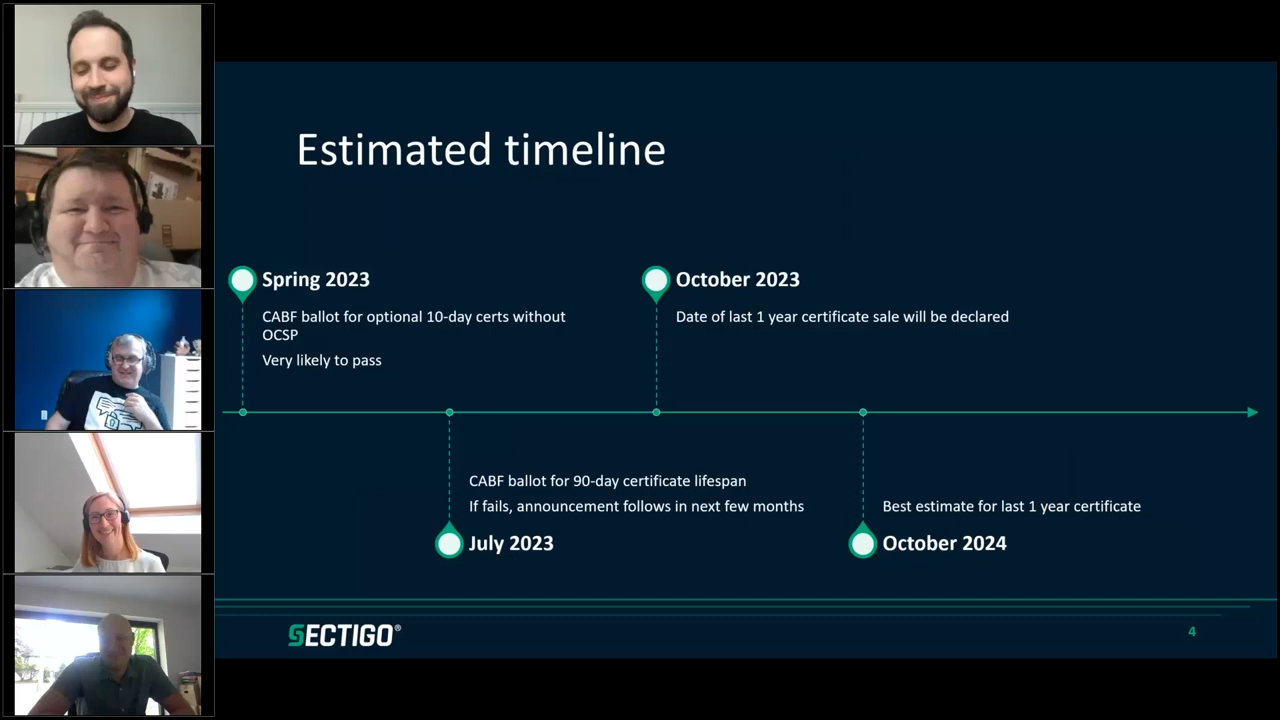 Estimated timeline
Spring 2023
CABF ballot for optional 10-day certs without
OCSP
Very likely to pass
October 2023
Date of last 1 year certificate sale will be declared
CABF ballot for 90-day certificate lifespan
If fails, announcement follows in next few months
July 2023
Best estimate for last 1 year certificate
October 2024
SECTIGO®
4